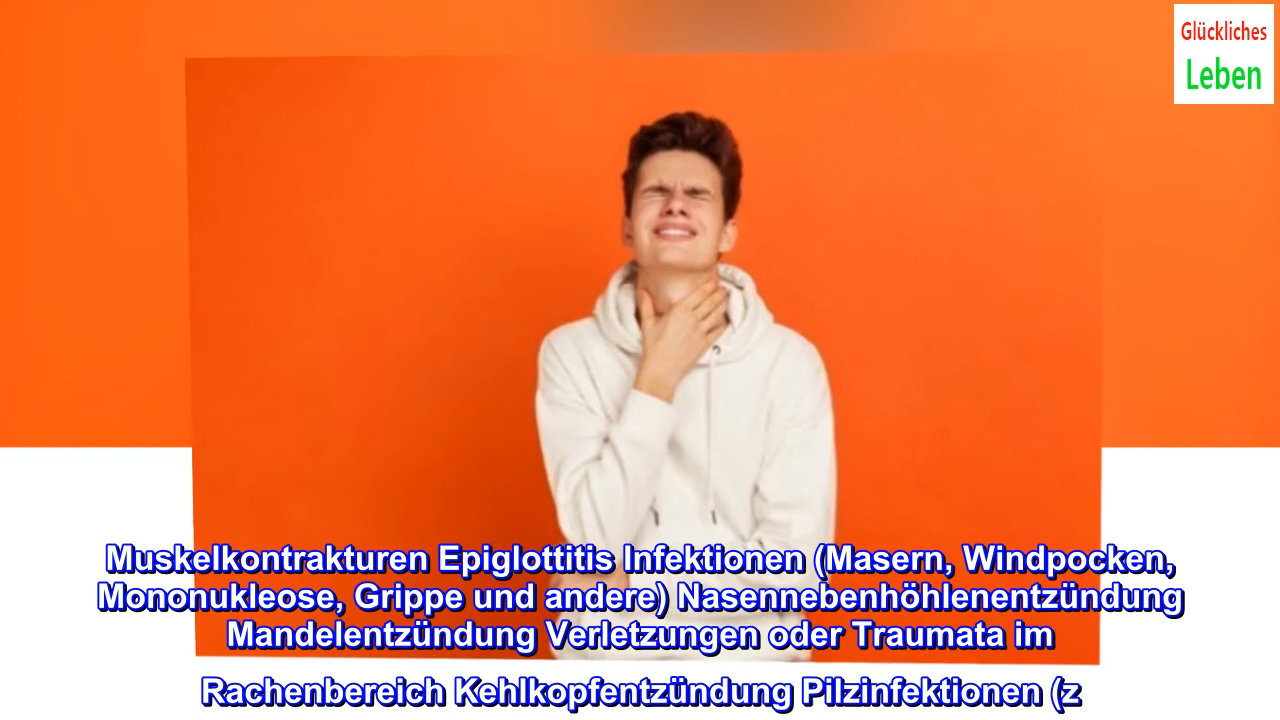 Glückliches
Leben
Muskelkontrakturen Epiglottitis Infektionen (Masern, Windpocken,
Mononukleose, Grippe und andere) Nasennebenhöhlenentzündung
Mandelentzündung Verletzungen oder Traumata im
Rachenbereich Kehlkopfentzündung Pilzinfektionen (z